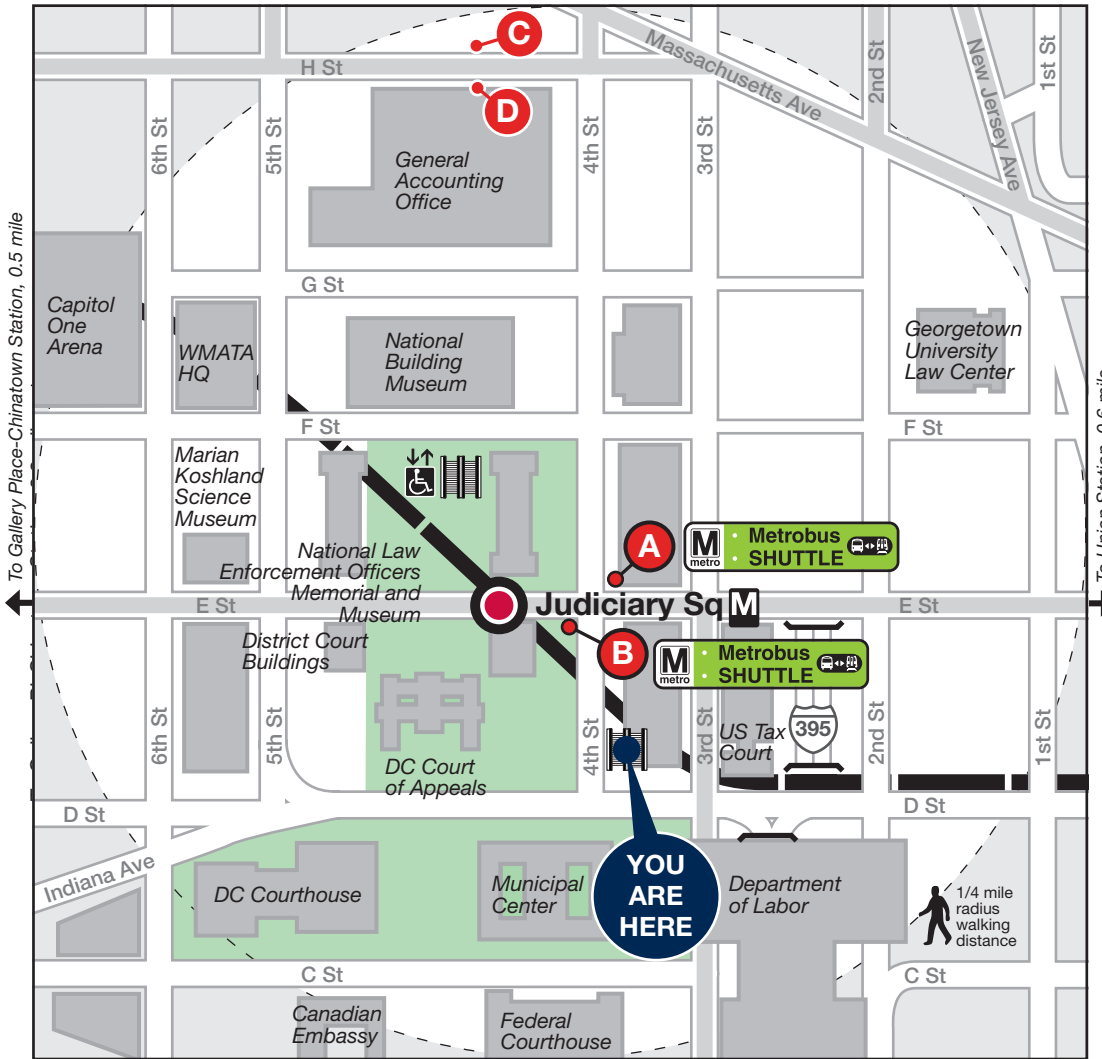 C
H St
D
Massachusetts Ave
2nd St
New Jersey Ave
1st St
6th St
5th St
4th St
3rd St
General
Accounting
Office
To Gallery Place-Chinatown Station, 0.5 mile
G St
Capitol
One
Arena
WMATA
HQ
National
Building
Museum
Georgetown
University
Law Center
F St
F St
Marian
Koshland
Science
Museum
A
M
metro
Metrobus
SHUTTLE
National Law
Enforcement Officers
Memorial and
Museum
To Union Station, 0.6 mile
E St
Judiciary Sq M
E St
District Court
Buildings
B
M
metro
Metrobus
SHUTTLE
6th St
5th St
4th St
3rd St
US Tax
Court
395
2nd St
1st St
DC Court
of Appeals
D St
D St
Indiana Ave
DC Courthouse
Municipal
Center
YOU
ARE
HERE
Department
of Labor
1/4 mile
radius
walking
distance
C St
C St
Canadian
Embassy
Federal
Courthouse